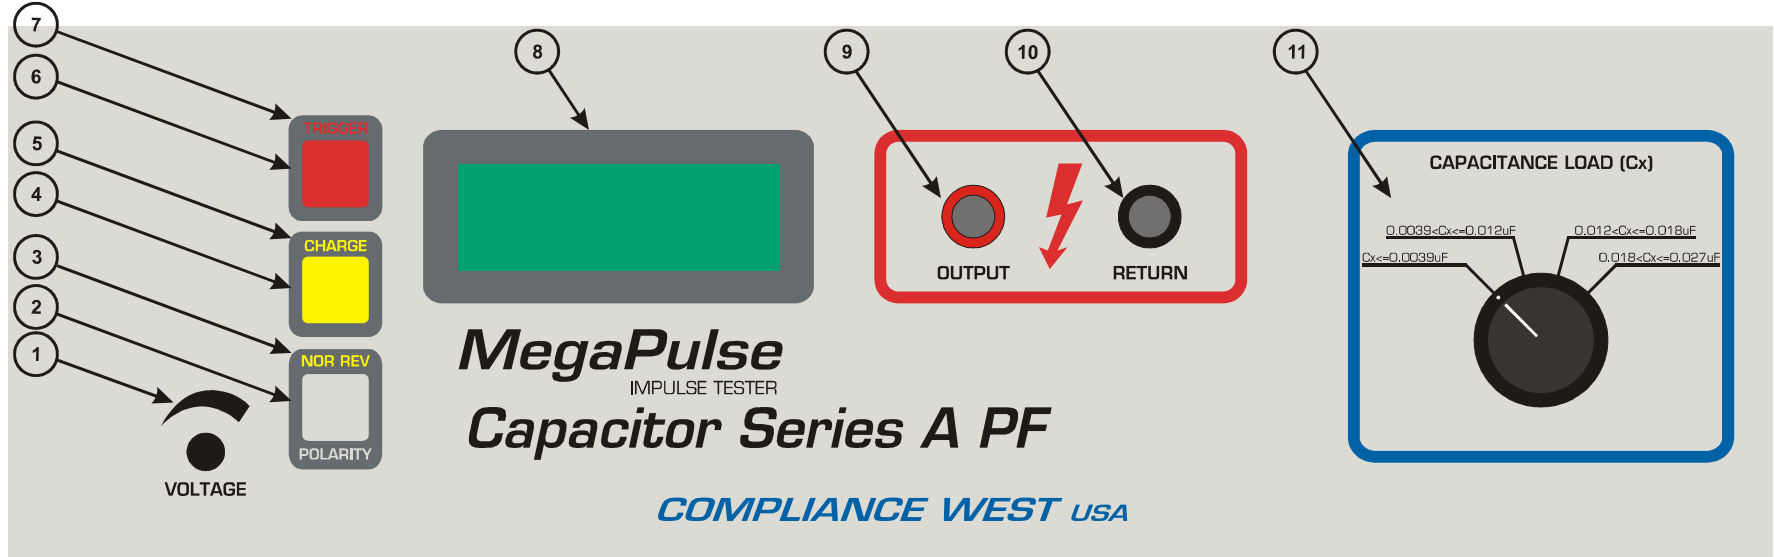 7
6
5
4
3
2
1
8
9
10
11
TRIGGER
CHARGE
NOR REV
POLARITY
VOLTAGE
MegaPulse
IMPULSE TESTER
Capacitor Series A PF
COMPLIANCE WEST USA
OUTPUT
RETURN
CAPACITANCE LOAD (Cx)
0.0039<Cx<=0.012uF
0.012<Cx<=0.018uF
Cx<=0.0039uF
0.018<Cx<=0.027uF